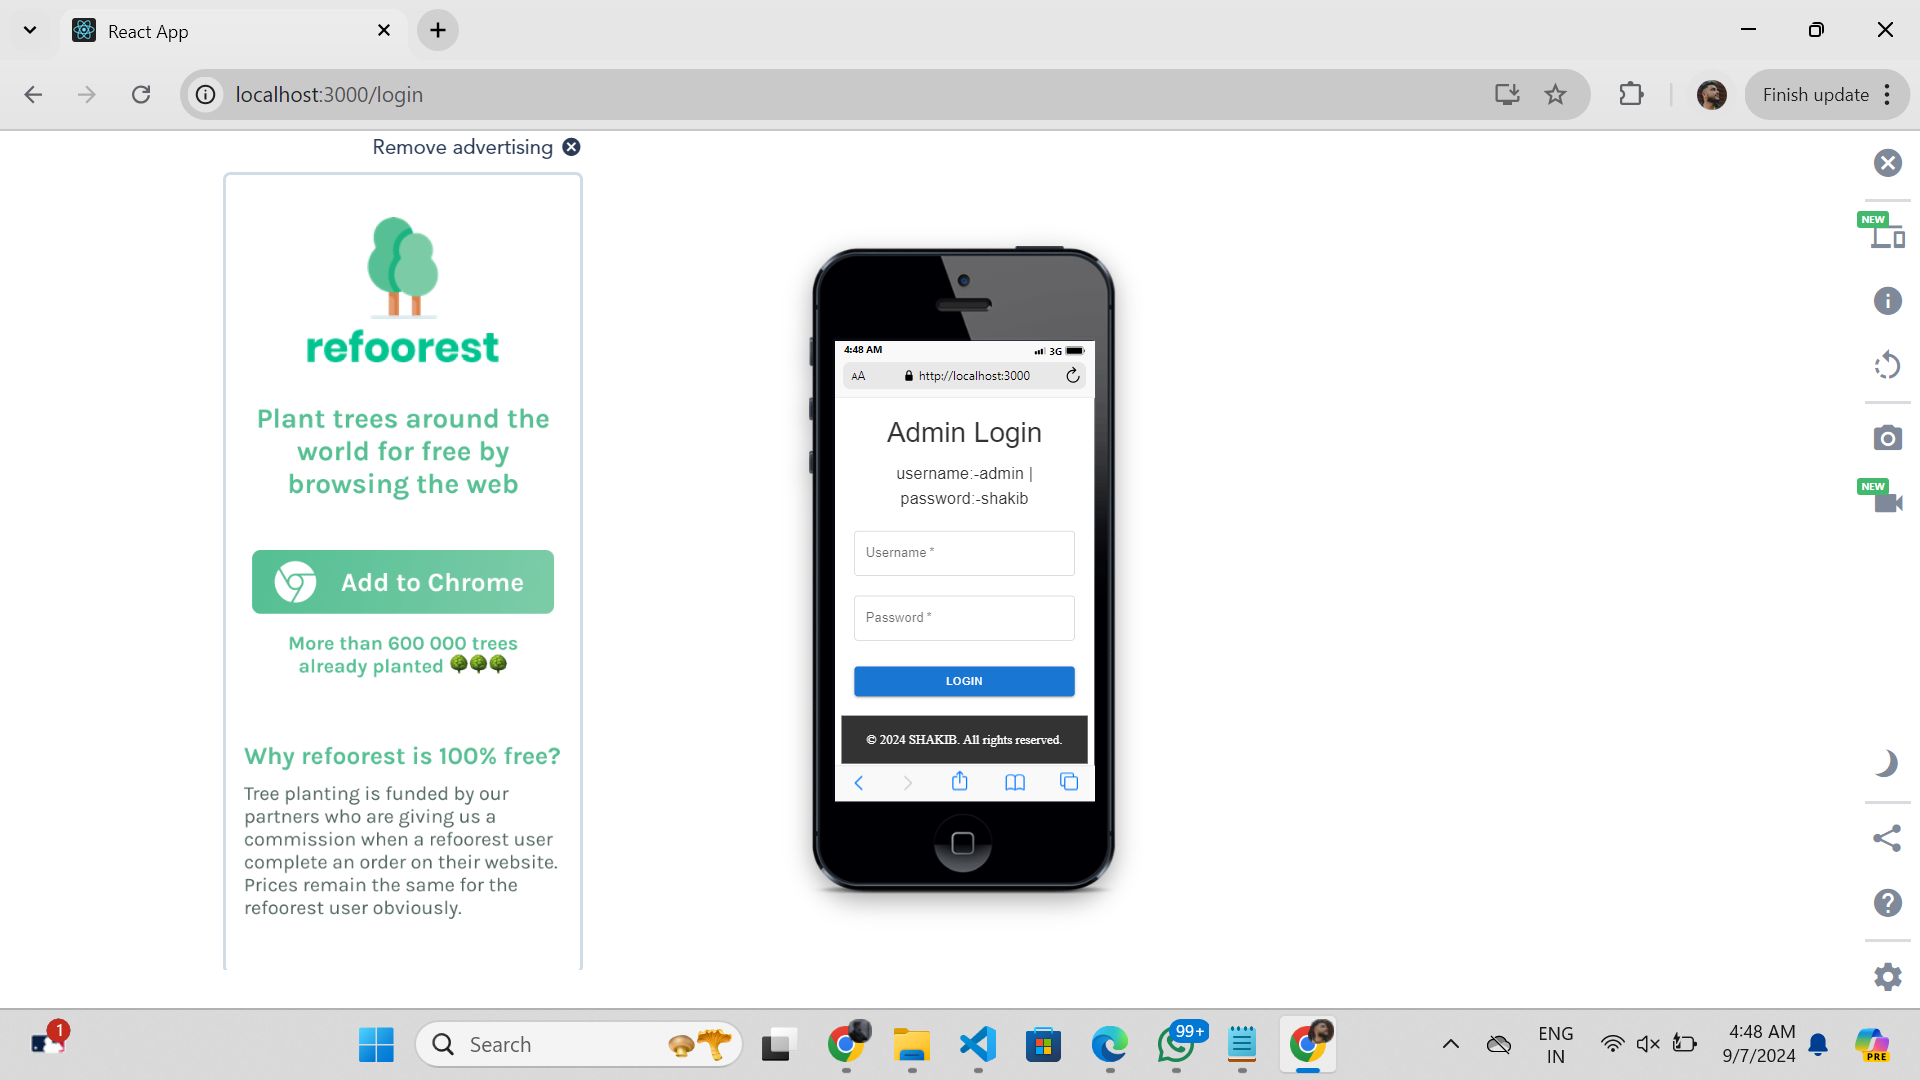 React App
localhost:3000/login
Finish update
Remove advertising
refoorest
Plant trees around the
world for free by
browsing the web
Add to Chrome
More than 600 000 trees
already planted 🌳🌳🌳
Why refoorest is 100% free?
Tree planting is funded by our
partners who are giving us a
commission when a refoorest user
complete an order on their website.
Prices remain the same for the
refoorest user obviously.
4:48 AM
3G
AA
http://localhost:3000
Admin Login
username:-admin |
password:-shakib
Username *
Password *
LOGIN
© 2024 SHAKIB. All rights reserved.
NEW
NEW
1
Search
99+
ENG
IN
4:48 AM
9/7/2024
PRE